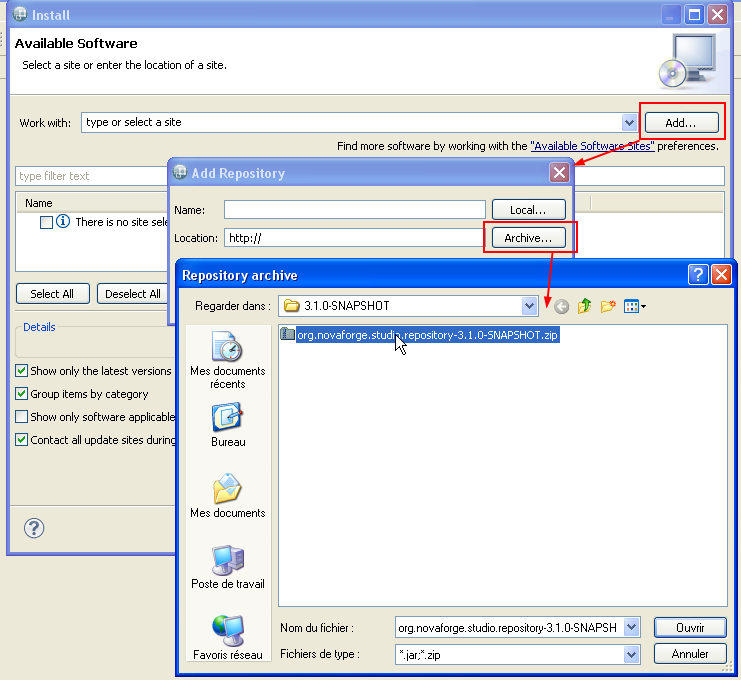 Install
Available Software
Select a site or enter the location of a site.
Work with:
type or select a site
Add...
Find more software by working with the "Available Software Sites" preferences.
type filter text
Name
There is no site sele
Select All
Deselect All
Details
Show only the latest versions
Group items by category
Show only software applicable
Contact all update sites during
Add Repository
Name:
Local...
Location:
http://
Archive...
Repository archive
Regarder dans :
3.1.0-SNAPSHOT
org.novaforge.studio.repository-3.1.0-SNAPSHOT.zip
Mes documents
récents
Bureau
Mes documents
Poste de travail
Favoris réseau
Nom du fichier :
org.novaforge.studio.repository-3.1.0-SNAPSH
Ouvrir
Fichiers de type :
*.jar;*.zip
Annuler